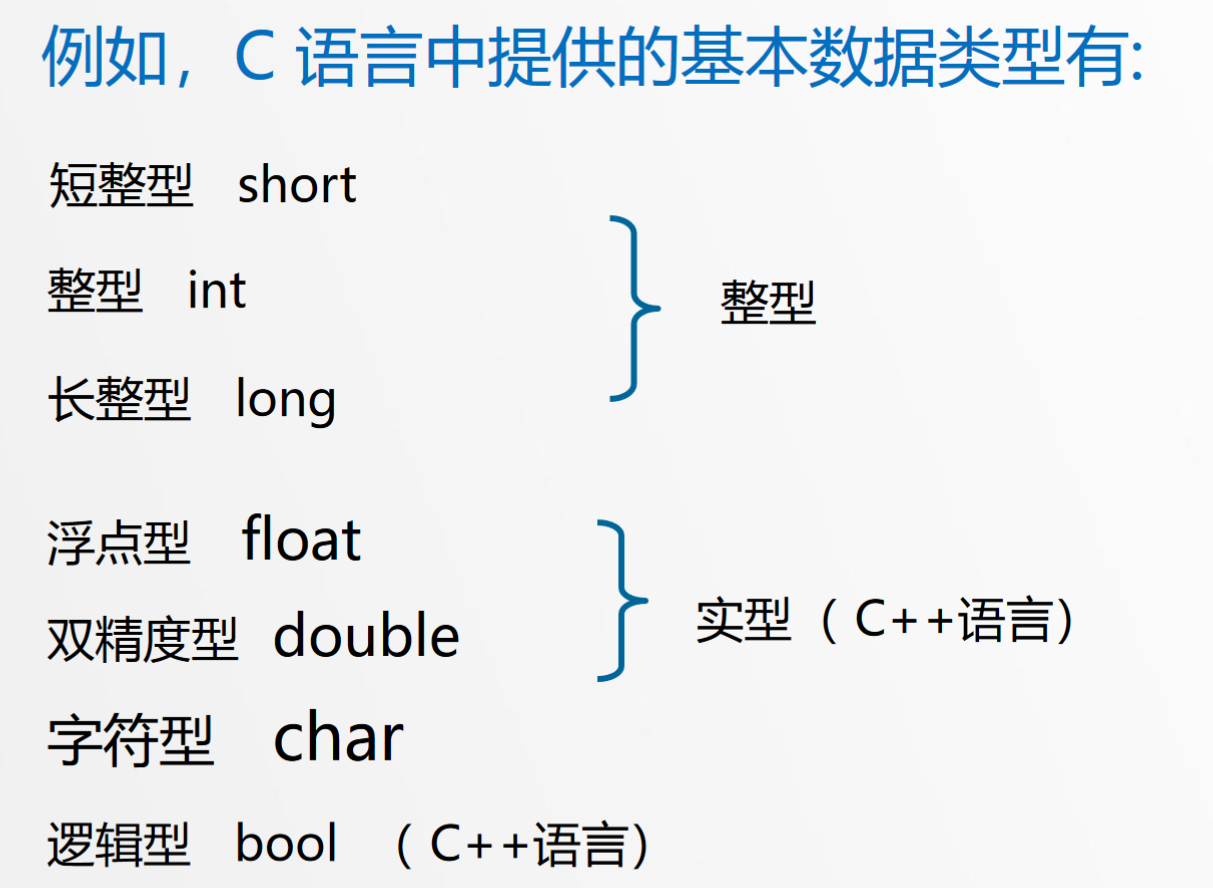 例如，C 语言中提供的基本数据类型有:
短整型 short
整型 int
长整型 long
整型
浮点型 float
双精度型 double
实型（ C++语言）
字符型 char
逻辑型 bool （ C++语言）